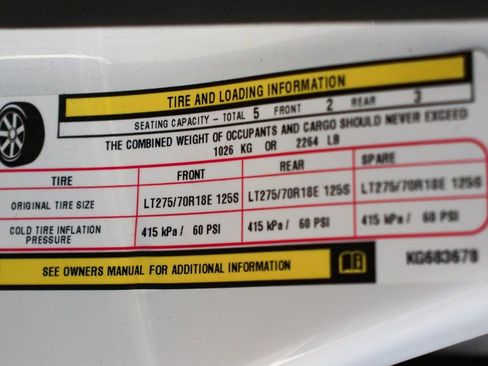 TIRE AND LOADING INFORMATION
SEATING CAPACITY - TOTAL 5 FRONT 2 REAR 3
THE COMBINED WEIGHT OF OCCUPANTS AND CARGO SHOULD NEVER EXCEED
1026 KG OR 2264 LB
TIRE FRONT REAR SPARE
ORIGINAL TIRE SIZE LT275/70R18E 125S LT275/70R18E 125S LT275/70R18E 125S
COLD TIRE INFLATION PRESSURE 415 kPa / 60 PSI 415 kPa / 60 PSI 415 kPa / 60 PSI
SEE OWNERS MANUAL FOR ADDITIONAL INFORMATION
KG683678